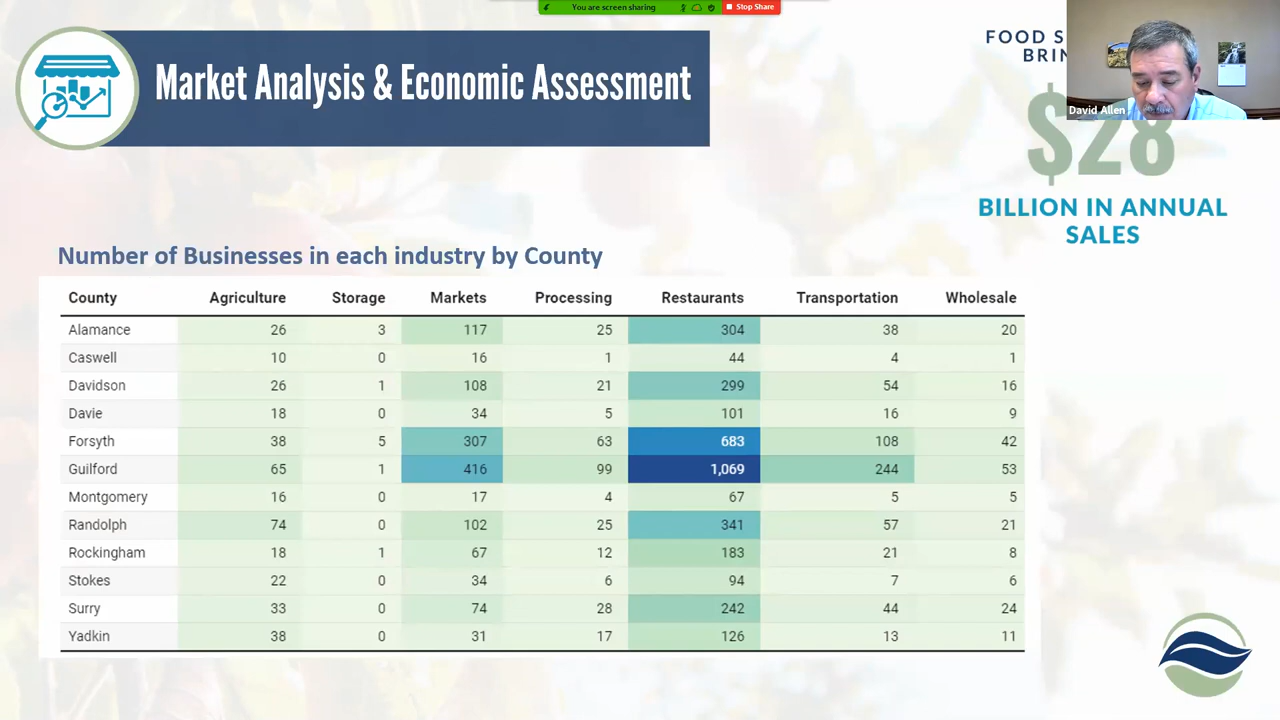 You are screen sharing
Stop Share
Market Analysis & Economic Assessment
FOOD
$28
BILLION IN ANNUAL
SALES
David Allen
Number of Businesses in each industry by County
County Agriculture Storage Markets Processing Restaurants Transportation Wholesale
Alamance 26 3 117 25 304 38 20
Caswell 10 0 16 1 44 4 1
Davidson 26 1 108 21 299 54 16
Davie 18 0 34 5 101 16 9
Forsyth 38 5 307 63 683 108 42
Guilford 65 1 416 99 1,069 244 53
Montgomery 16 0 17 4 67 5 5
Randolph 74 0 102 25 341 57 21
Rockingham 18 1 67 12 183 21 8
Stokes 22 0 34 6 94 7 6
Surry 33 0 74 28 242 44 24
Yadkin 38 0 31 17 126 13 11